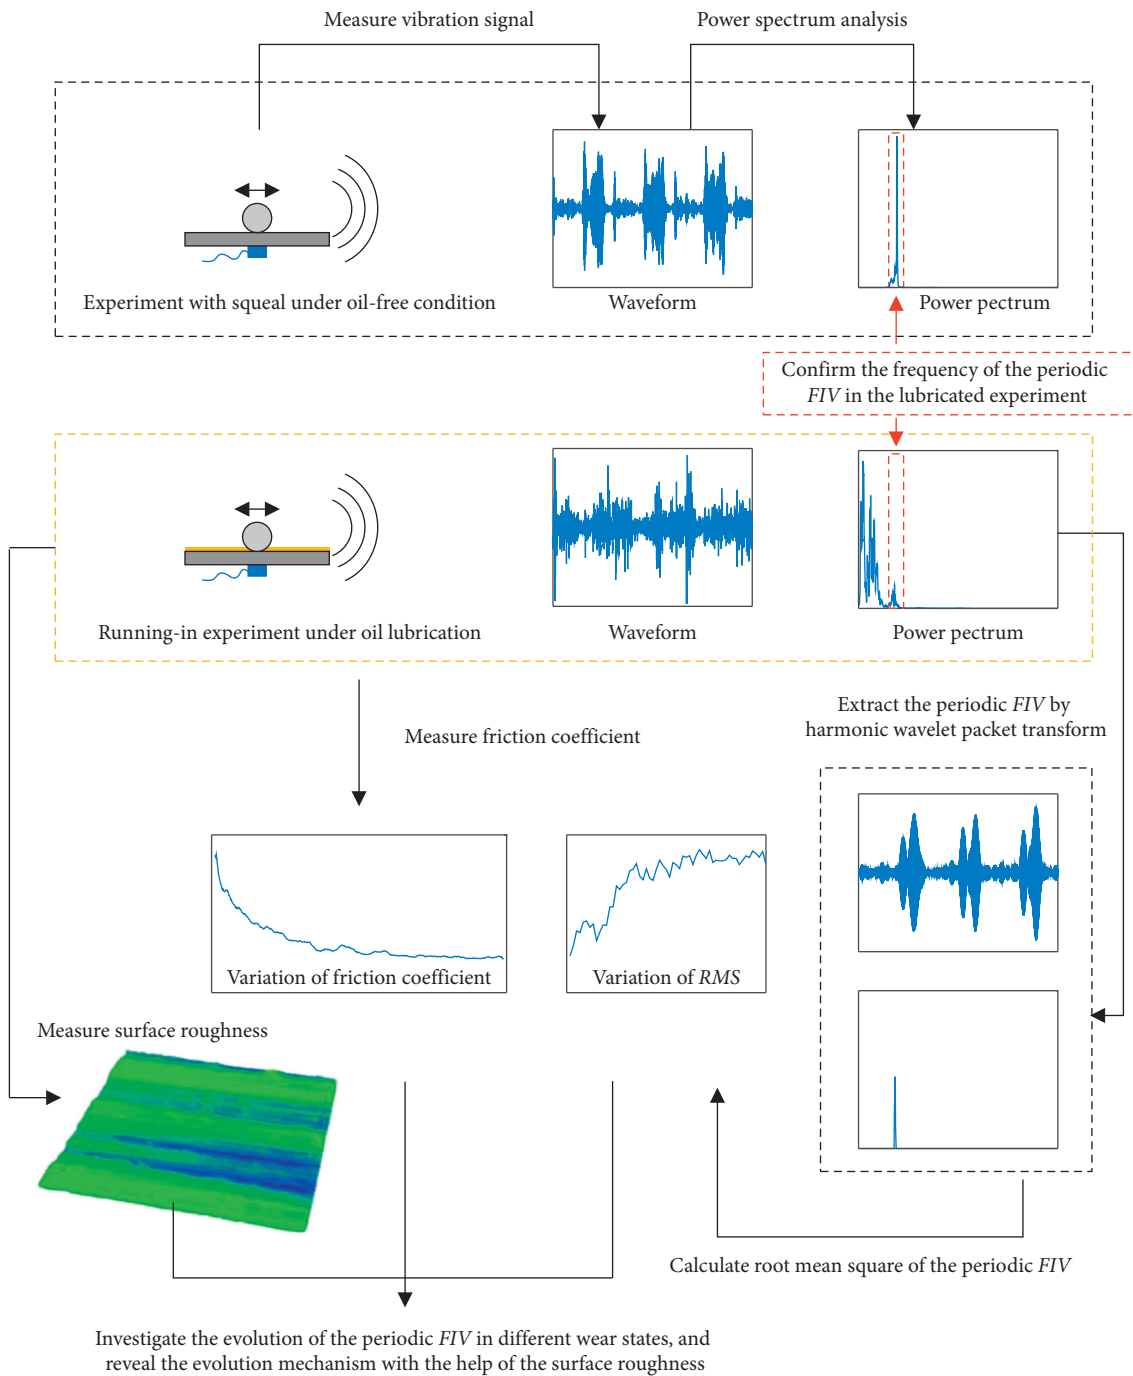 Measure vibration signal
Power spectrum analysis
Experiment with squeal under oil-free condition
Waveform
Power pectrum
Confirm the frequency of the periodic
FIV in the lubricated experiment
Running-in experiment under oil lubrication
Waveform
Power pectrum
Extract the periodic FIV by
harmonic wavelet packet transform
Measure friction coefficient
Variation of friction coefficient
Variation of RMS
Measure surface roughness
Calculate root mean square of the periodic FIV
Investigate the evolution of the periodic FIV in different wear states, and
reveal the evolution mechanism with the help of the surface roughness